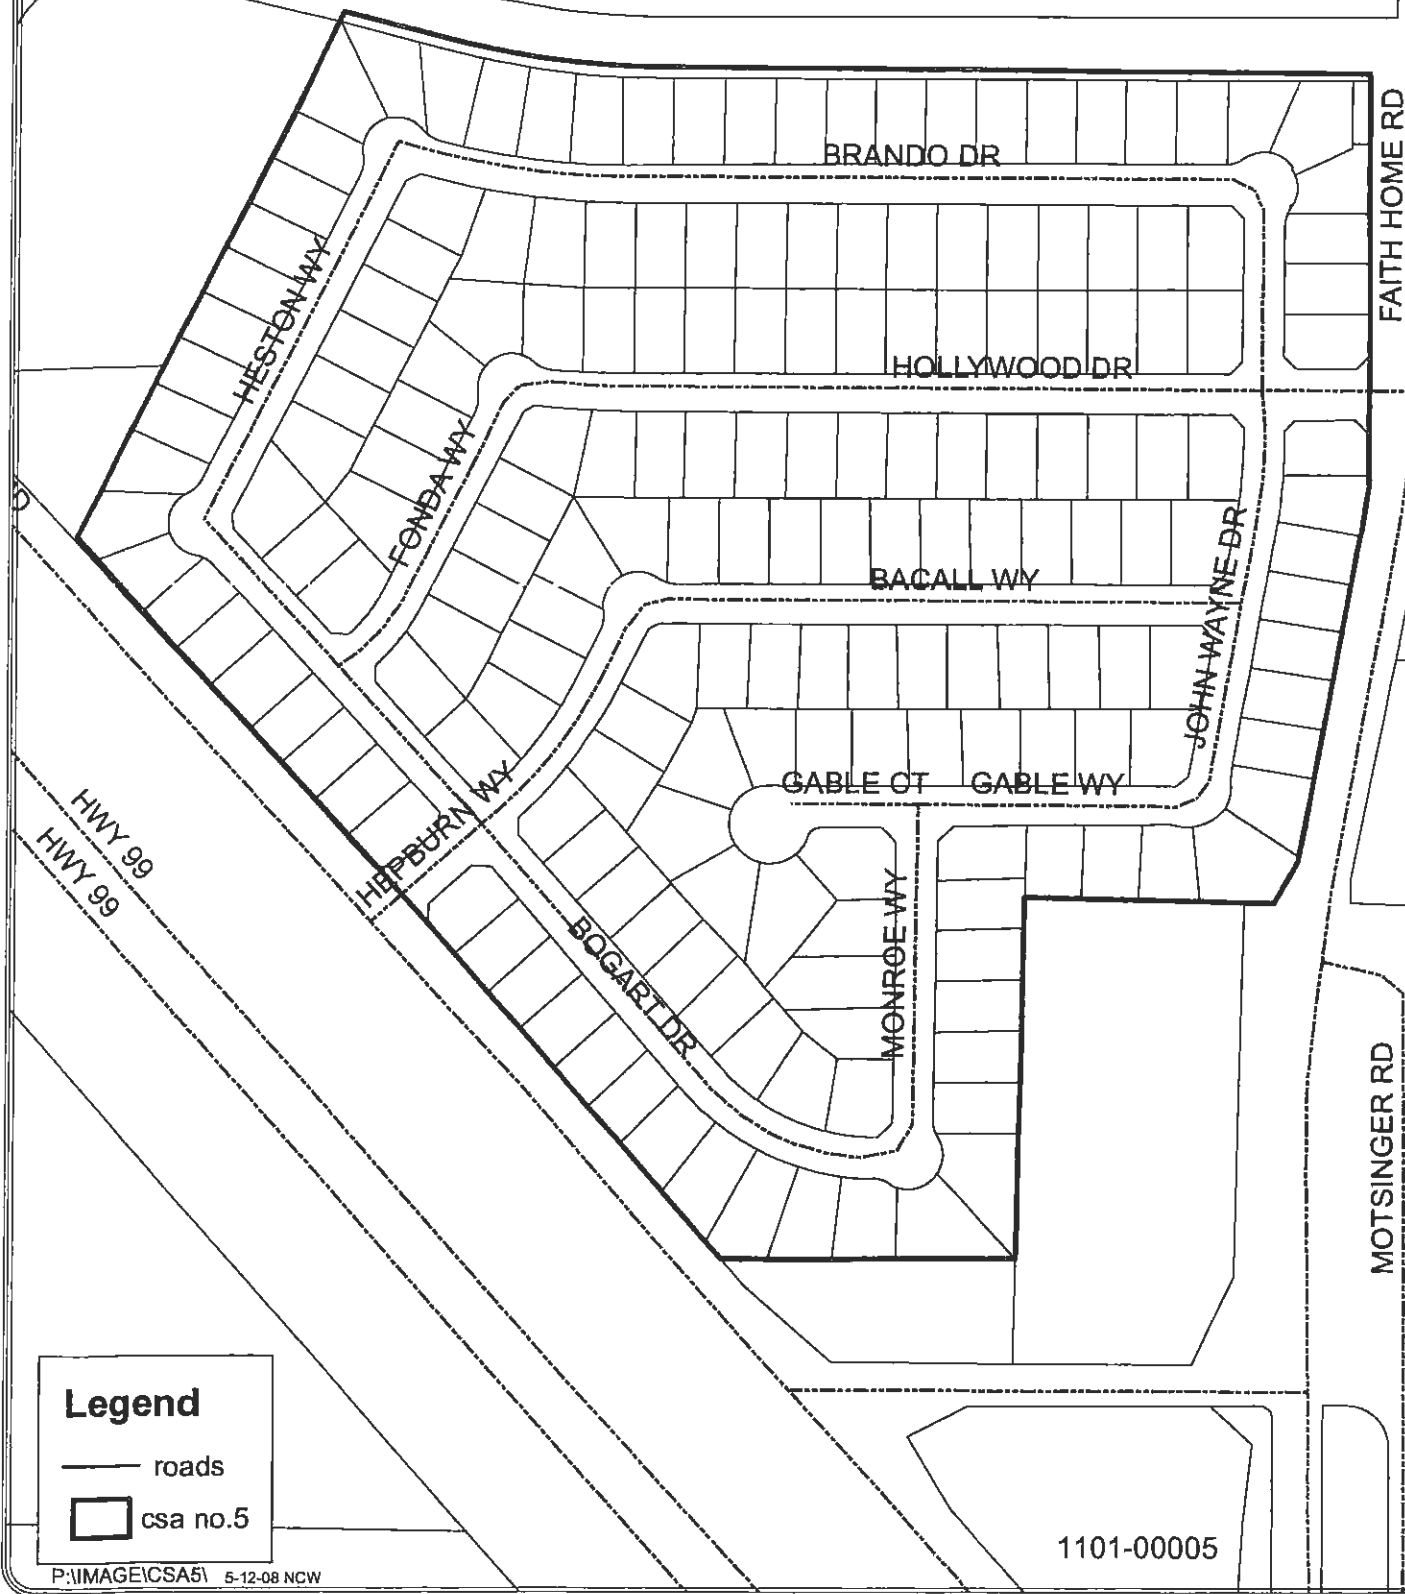 BRANDO DR
FAITH HOME RD
HESTON WY
HOLLYWOOD DR
FONDA WY
BACALL WY
JOHN WAYNE DR
GABLE CT
GABLE WY
HEPBURN WY
HWY 99
HWY 99
BOGART DR
MONROE WY
MOTSINGER RD
Legend
roads
csa no.5
1101-00005
P:\IMAGE\CSA5\ 5-12-08 NCW